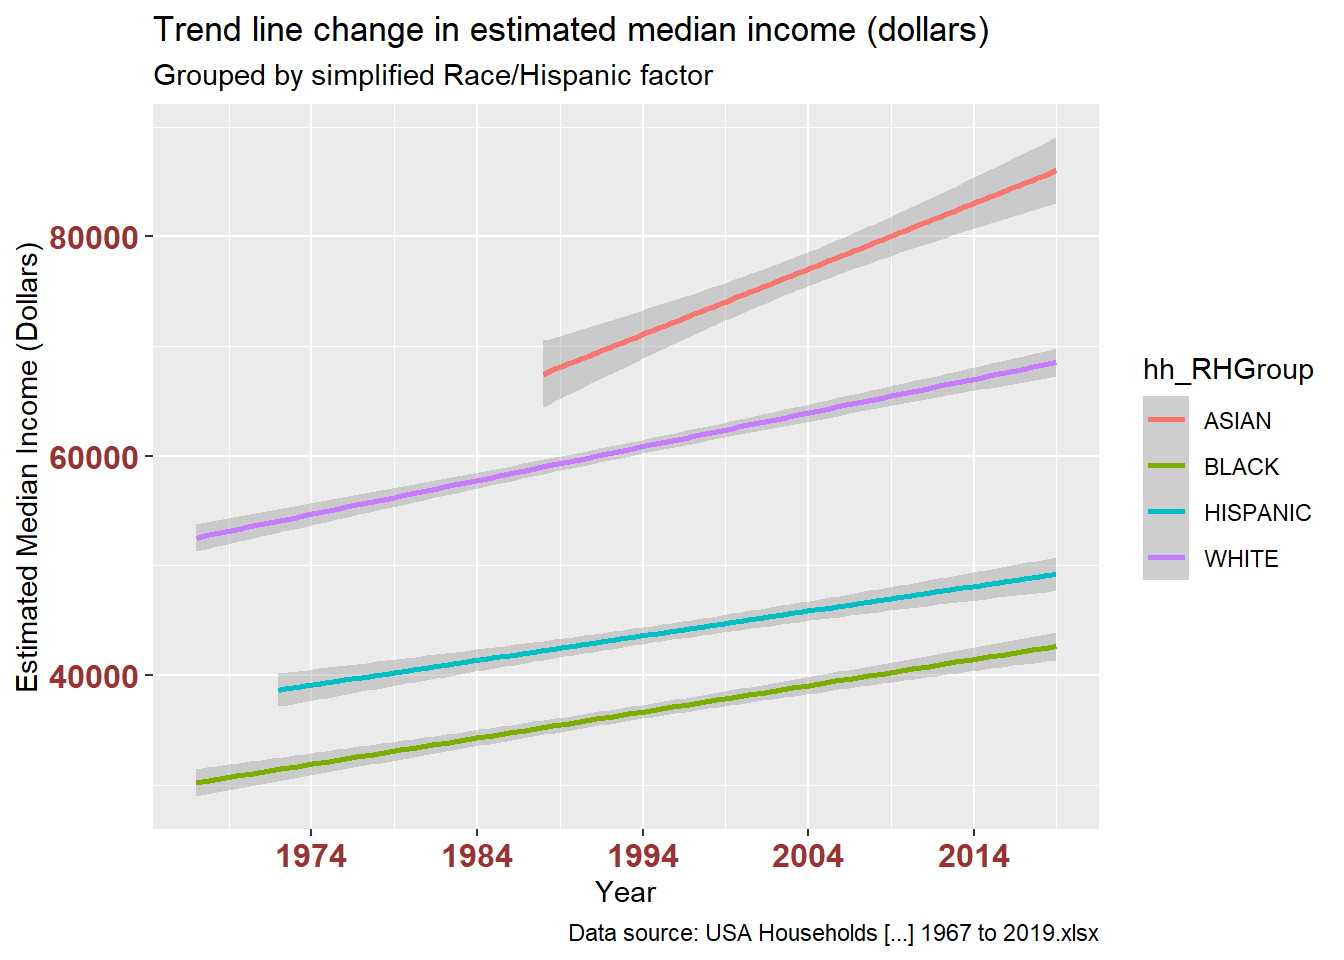 Trend line change in estimated median income (dollars)
Grouped by simplified Race/Hispanic factor
Estimated Median Income (Dollars)
80000
60000
40000
1974 1984 1994 2004 2014
Year
hh_RHGroup
ASIAN
BLACK
HISPANIC
WHITE
Data source: USA Households [...] 1967 to 2019.xlsx